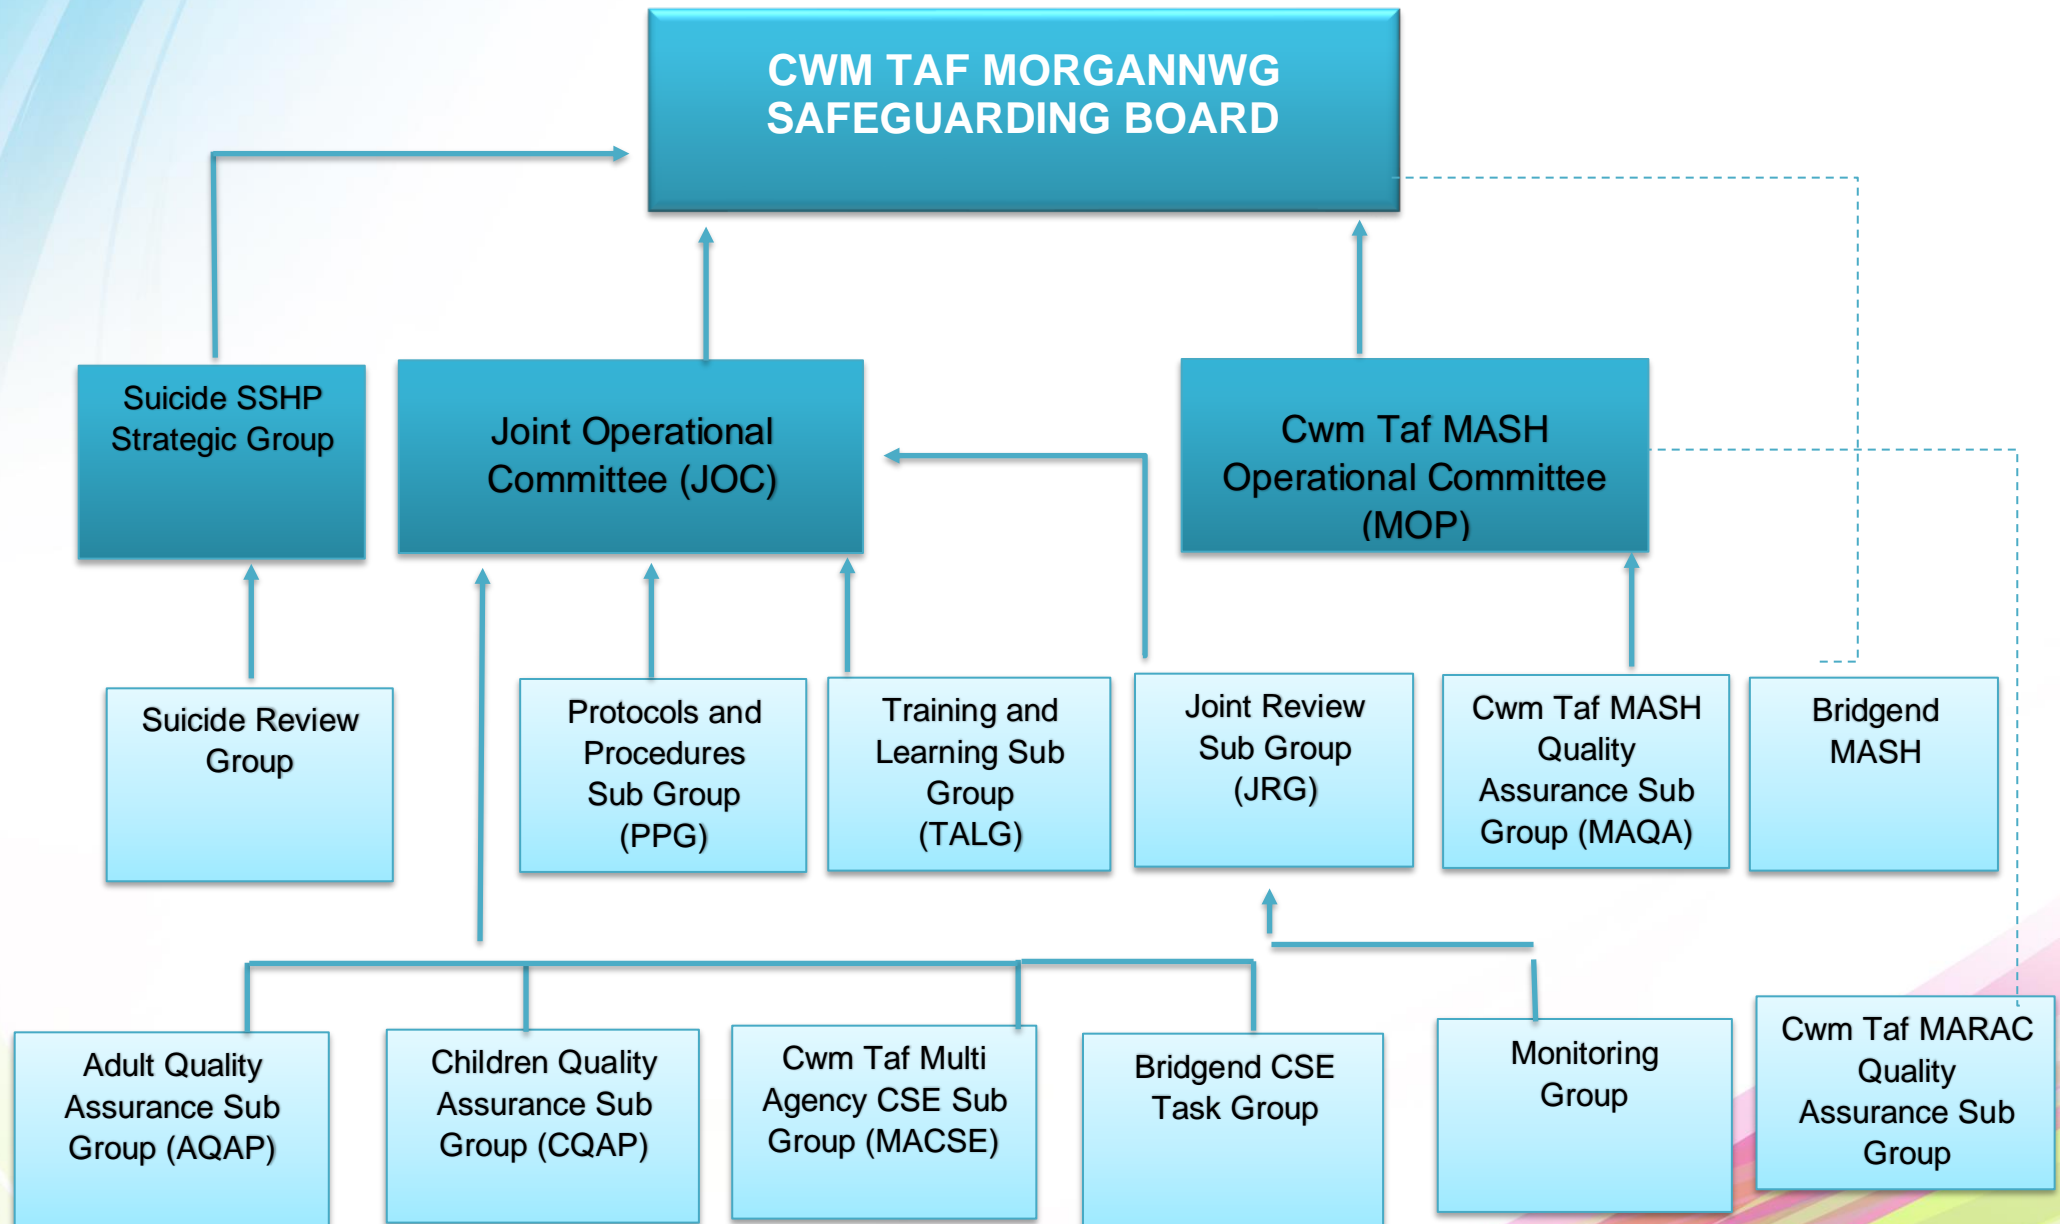 CWM TAF MORGANNWG
SAFEGUARDING BOARD
Suicide SSHP
Strategic Group
Joint Operational
Committee (JOC)
Cwm Taf MASH
Operational Committee
(MOP)
Suicide Review
Group
Protocols and
Procedures
Sub Group
(PPG)
Training and
Learning Sub
Group
(TALG)
Joint Review
Sub Group
(JRG)
Cwm Taf MASH
Quality
Assurance Sub
Group (MAQA)
Bridgend
MASH
Adult Quality
Assurance Sub
Group (AQAP)
Children Quality
Assurance Sub
Group (CQAP)
Cwm Taf Multi
Agency CSE Sub
Group (MACSE)
Bridgend CSE
Task Group
Monitoring
Group
Cwm Taf MARAC
Quality
Assurance Sub
Group